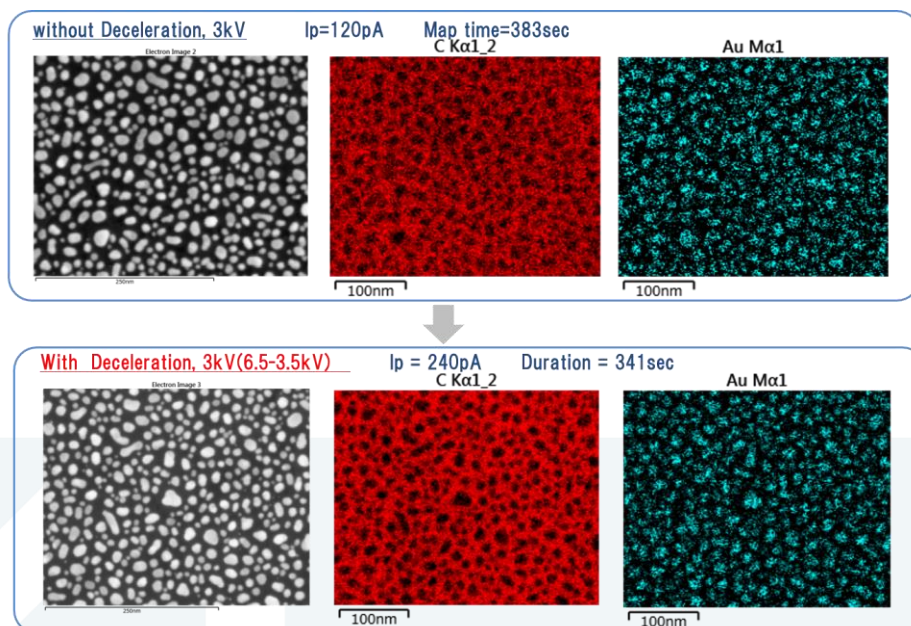 without Deceleration, 3kV Ip=120pA Map time=383sec
Electron Image 2
C Kα1_2
Au Mα1
250nm
100nm
100nm
With Deceleration, 3kV(6.5-3.5kV) Ip = 240pA Duration = 341sec
Electron Image 3
C Kα1_2
Au Mα1
250nm
100nm
100nm